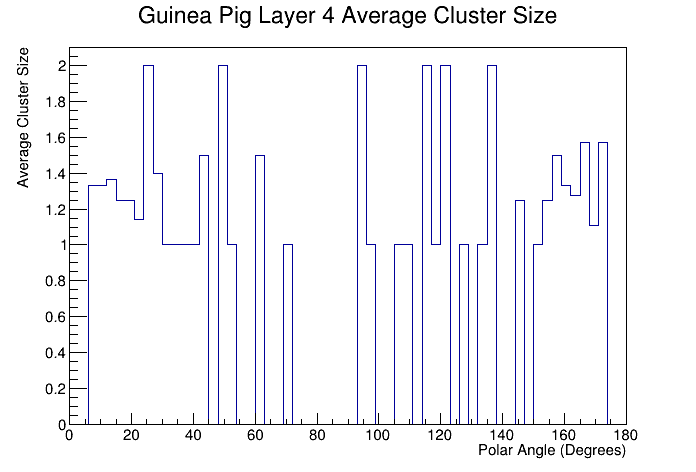 Guinea Pig Layer 4 Average Cluster Size
Average Cluster Size
2
1.8
1.6
1.4
1.2
1
0.8
0.6
0.4
0.2
0
0 20 40 60 80 100 120 140 160 180
Polar Angle (Degrees)